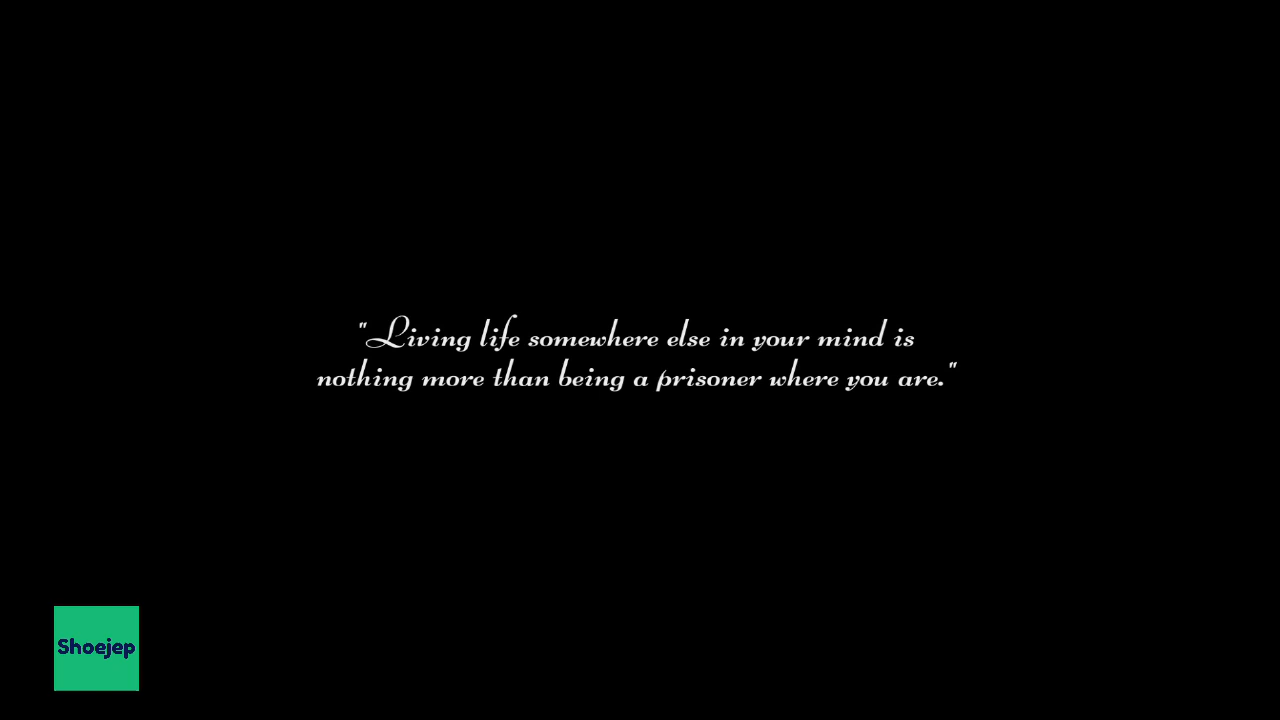 "Living life somewhere else in your mind is
nothing more than being a prisoner where you are."
Shoejep